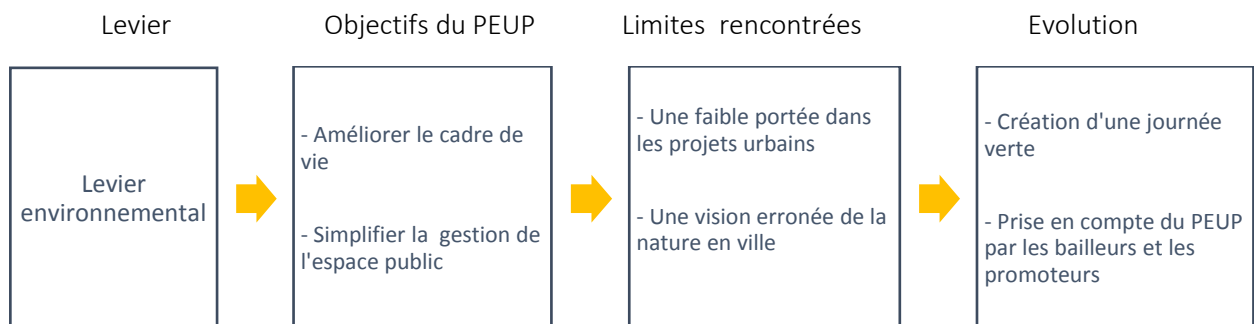 Levier
Objectifs du PEUP
Limites rencontrées
Evolution
Levier
environnemental
- Améliorer le cadre de
vie
- Simplifier la gestion de
l'espace public
- Une faible portée dans
les projets urbains
- Une vision erronée de la
nature en ville
- Création d'une journée
verte
- Prise en compte du PEUP
par les bailleurs et les
promoteurs